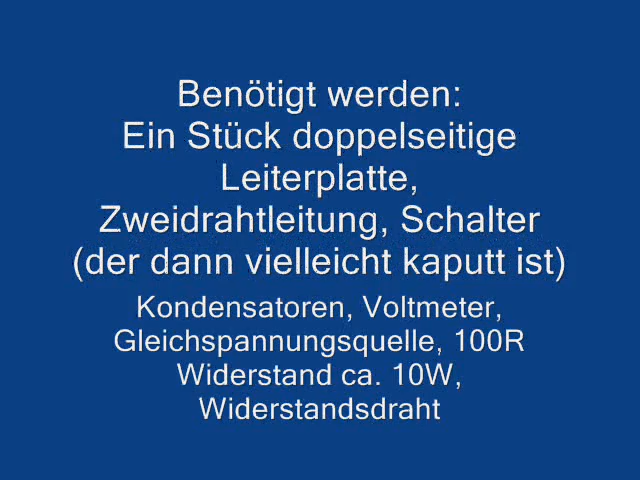 Benötigt werden:
Ein Stück doppelseitige
Leiterplatte,
Zweidrahtleitung, Schalter
(der dann vielleicht kaputt ist)
Kondensatoren, Voltmeter,
Gleichspannungsquelle, 100R
Widerstand ca. 10W,
Widerstandsdraht